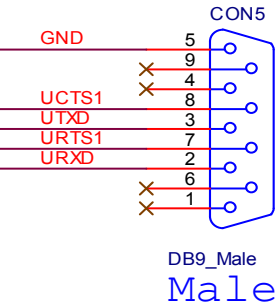 CON5
GND 5
9
4
UCTS1 8
UTXD 3
URTS1 7
URXD 2
6
1
DB9_Male
Male